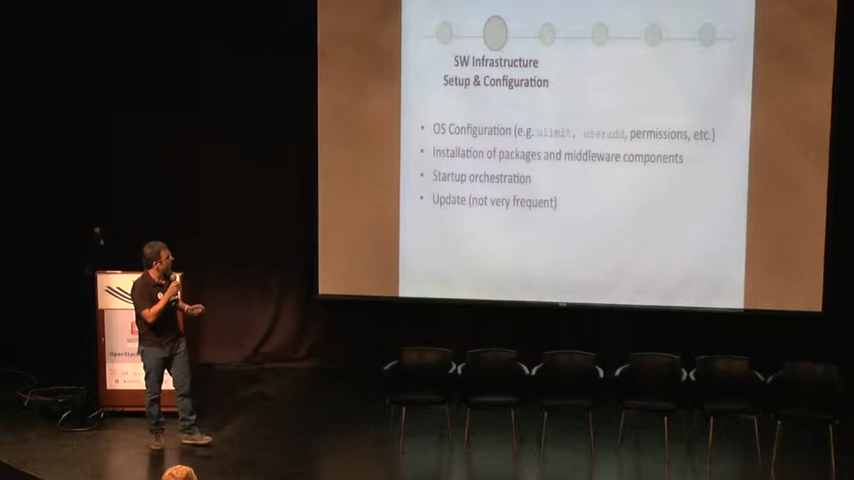 SW Infrastructure
Setup & Configuration
• OS Configuration (e.g. ulimit, useradd, permissions, etc.)
• Installation of packages and middleware components
• Startup orchestration
• Update (not very frequent)
OpenStack